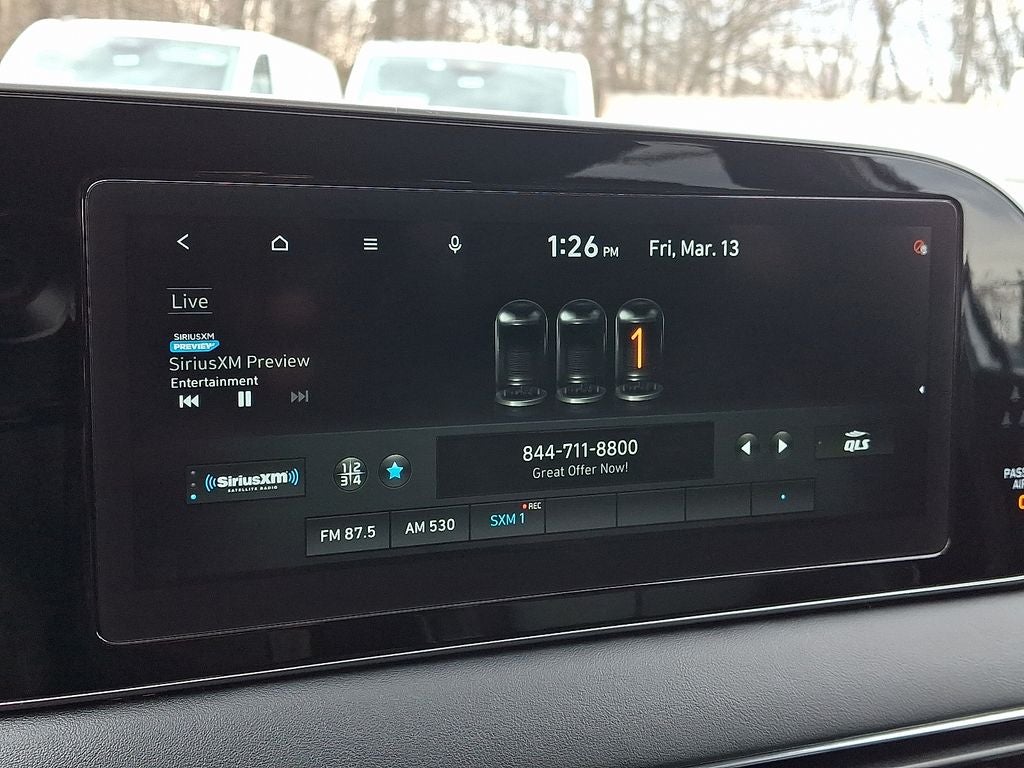 1:26 PM Fri, Mar. 13
Live
SIRIUSXM
PREVIEW
SiriusXM Preview
Entertainment
1
SiriusXM
SATELLITE RADIO
1 2
3 4
844-711-8800
Great Offer Now!
QLS
FM 87.5
AM 530
SXM 1
REC
PASS
AIR